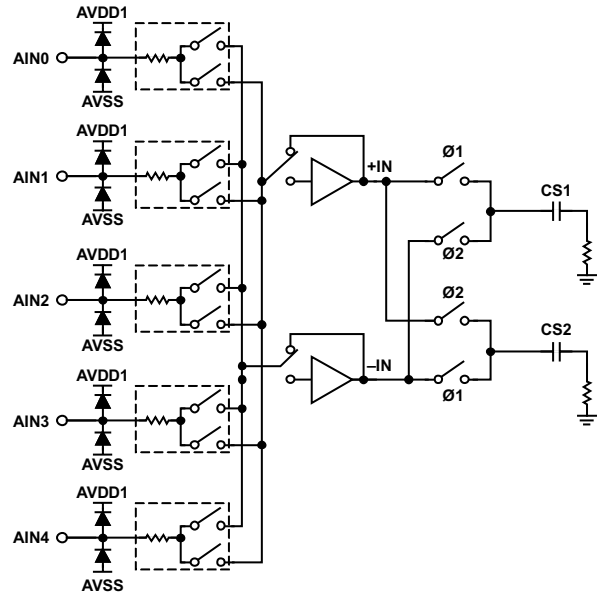 AVDD1
AIN0
AVSS
AVDD1
AIN1
AVSS
AVDD1
AIN2
AVSS
AVDD1
AIN3
AVSS
AVDD1
AIN4
AVSS
+IN
Ø1
CS1
Ø2
Ø2
CS2
–IN
Ø1